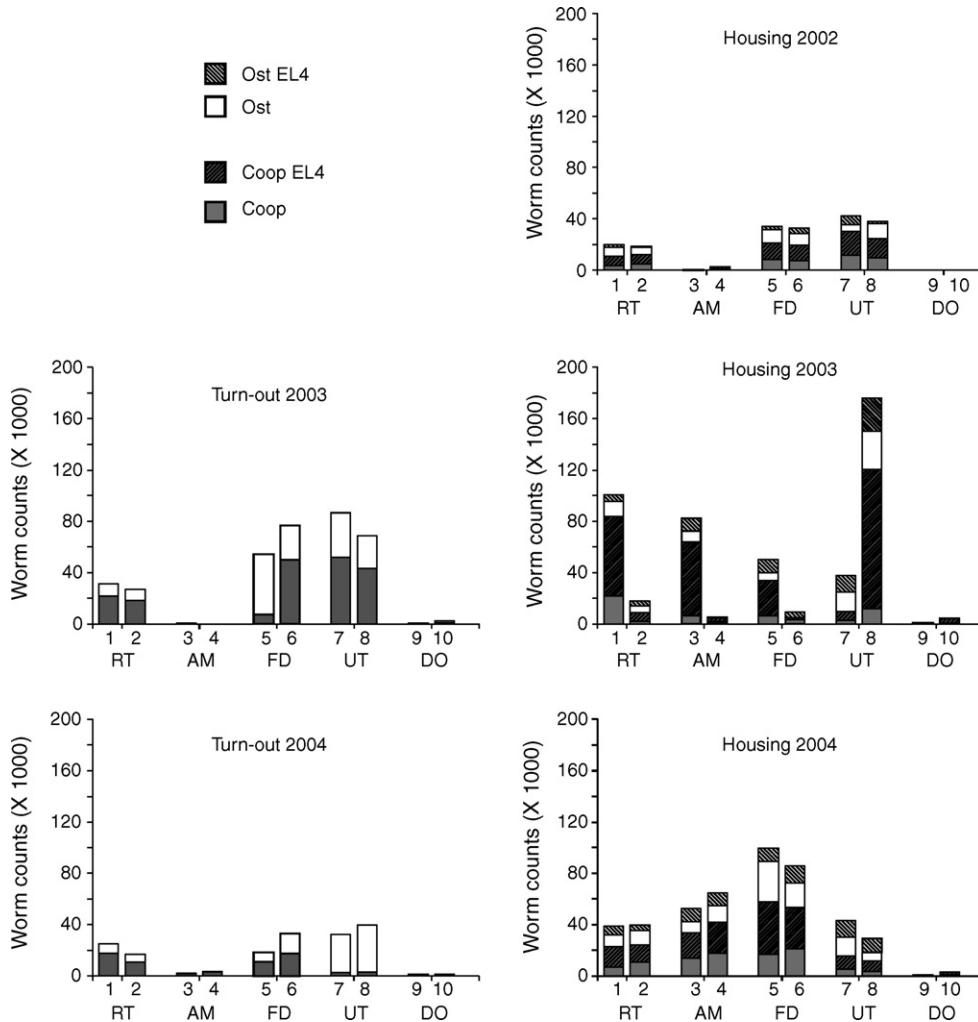 Ost EL4
Ost
Coop EL4
Coop
Housing 2002
Worm counts (X 1000)
200
160
120
80
40
0
1 2 3 4 5 6 7 8 9 10
RT AM FD UT DO
Turn-out 2003
Worm counts (X 1000)
200
160
120
80
40
0
1 2 3 4 5 6 7 8 9 10
RT AM FD UT DO
Housing 2003
Worm counts (X 1000)
200
160
120
80
40
0
1 2 3 4 5 6 7 8 9 10
RT AM FD UT DO
Turn-out 2004
Worm counts (X 1000)
200
160
120
80
40
0
1 2 3 4 5 6 7 8 9 10
RT AM FD UT DO
Housing 2004
Worm counts (X 1000)
200
160
120
80
40
0
1 2 3 4 5 6 7 8 9 10
RT AM FD UT DO